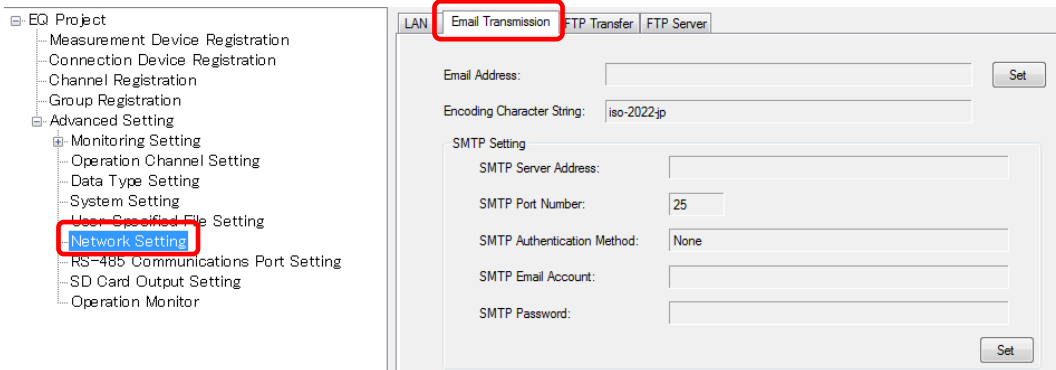 EQ Project
Measurement Device Registration
Connection Device Registration
Channel Registration
Group Registration
Advanced Setting
Monitoring Setting
Operation Channel Setting
Data Type Setting
System Setting
User-Specified File Setting
Network Setting
RS-485 Communications Port Setting
SD Card Output Setting
Operation Monitor
LAN Email Transmission FTP Transfer FTP Server
Email Address: Set
Encoding Character String: iso-2022-jp
SMTP Setting
SMTP Server Address:
SMTP Port Number: 25
SMTP Authentication Method: None
SMTP Email Account:
SMTP Password:
Set